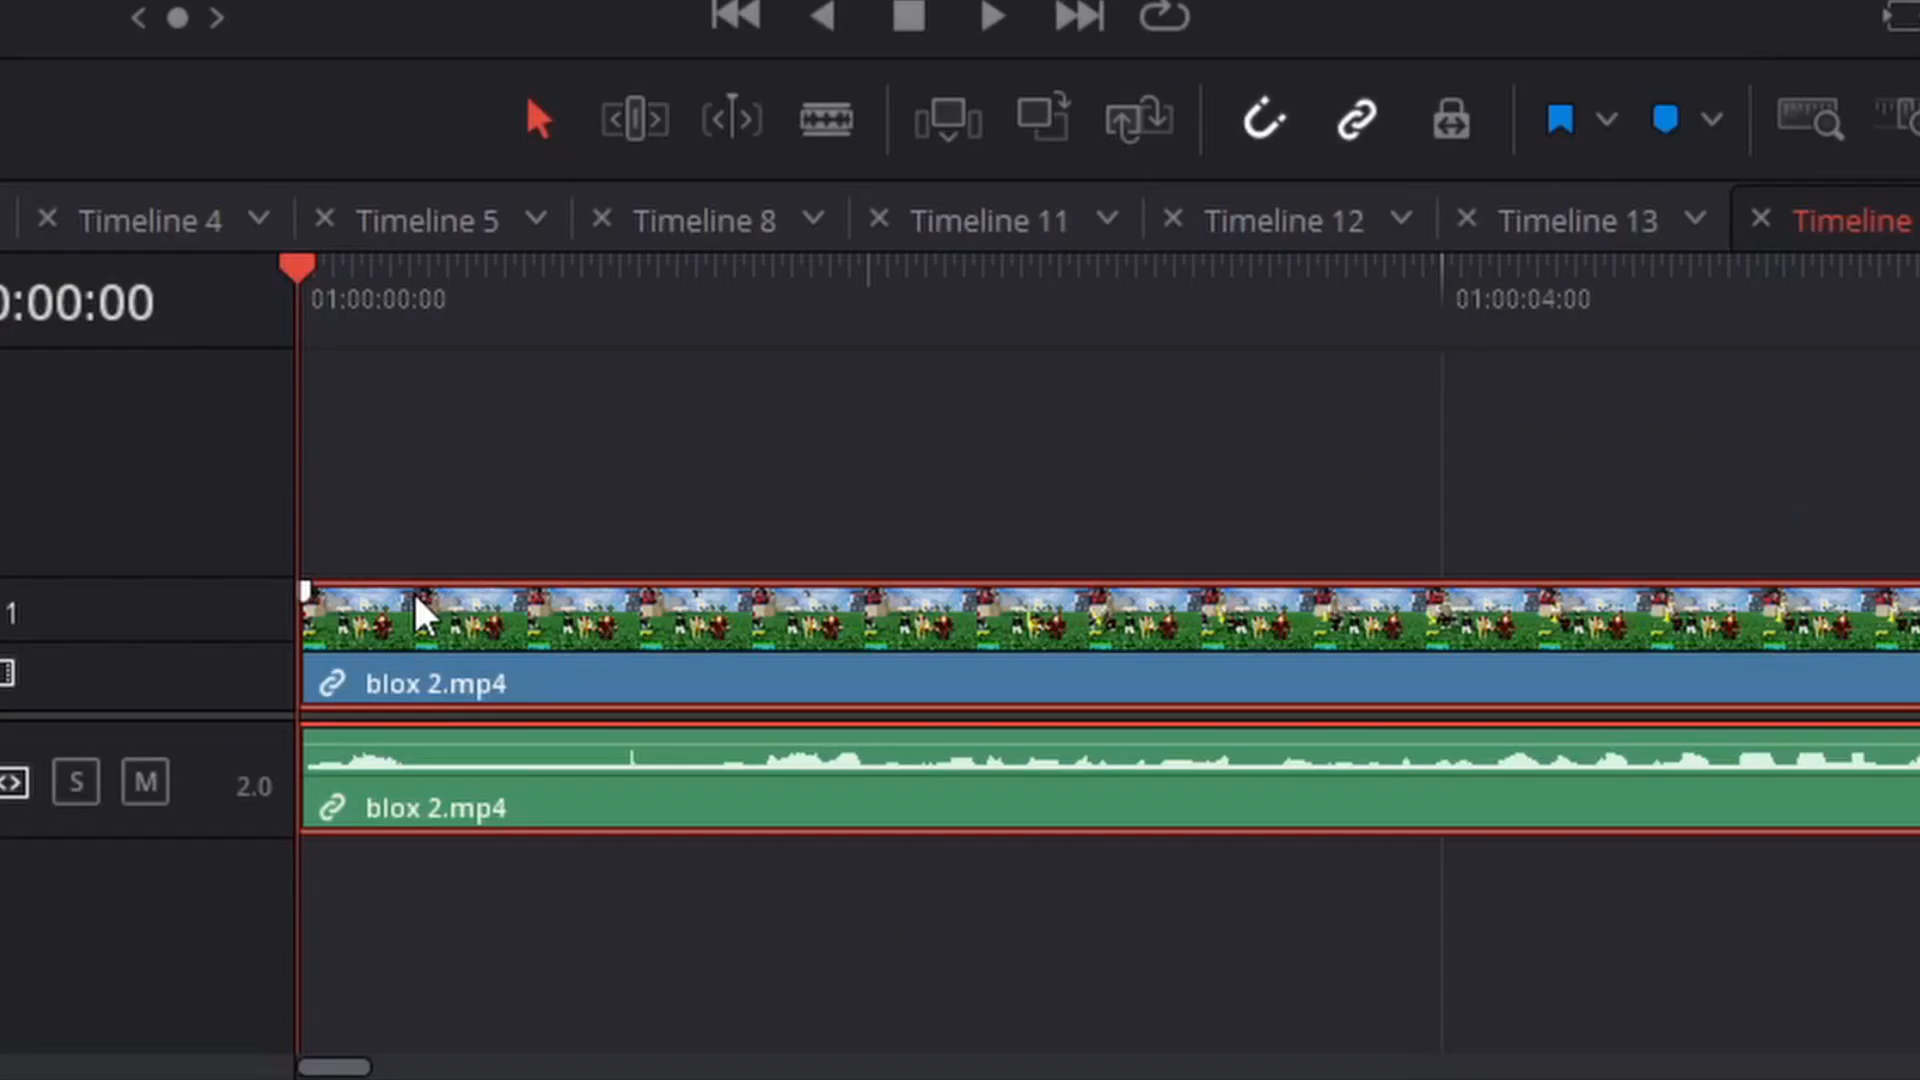 Timeline 4
Timeline 5
Timeline 8
Timeline 11
Timeline 12
Timeline 13
Timeline
0:00:00
01:00:00:00
01:00:04:00
1
blox 2.mp4
S
M
2.0
blox 2.mp4